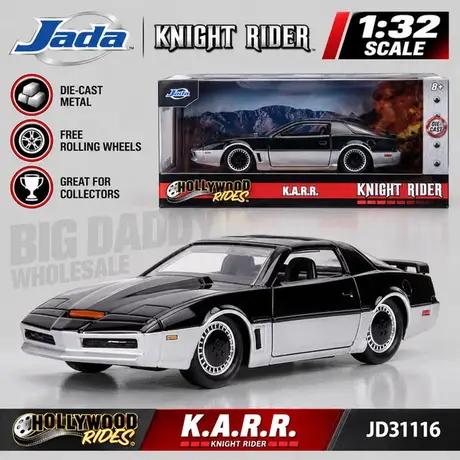 Jada
KNIGHT RIDER
1:32
SCALE
DIE-CAST
METAL
FREE
ROLLING WHEELS
GREAT FOR
COLLECTORS
Jada
8+
DIE-CAST
HOLLYWOOD
RIDES
K.A.R.R.
KNIGHT RIDER
BIG DADDY
WHOLESALE
HOLLYWOOD
RIDES
K.A.R.R.
KNIGHT RIDER
JD31116